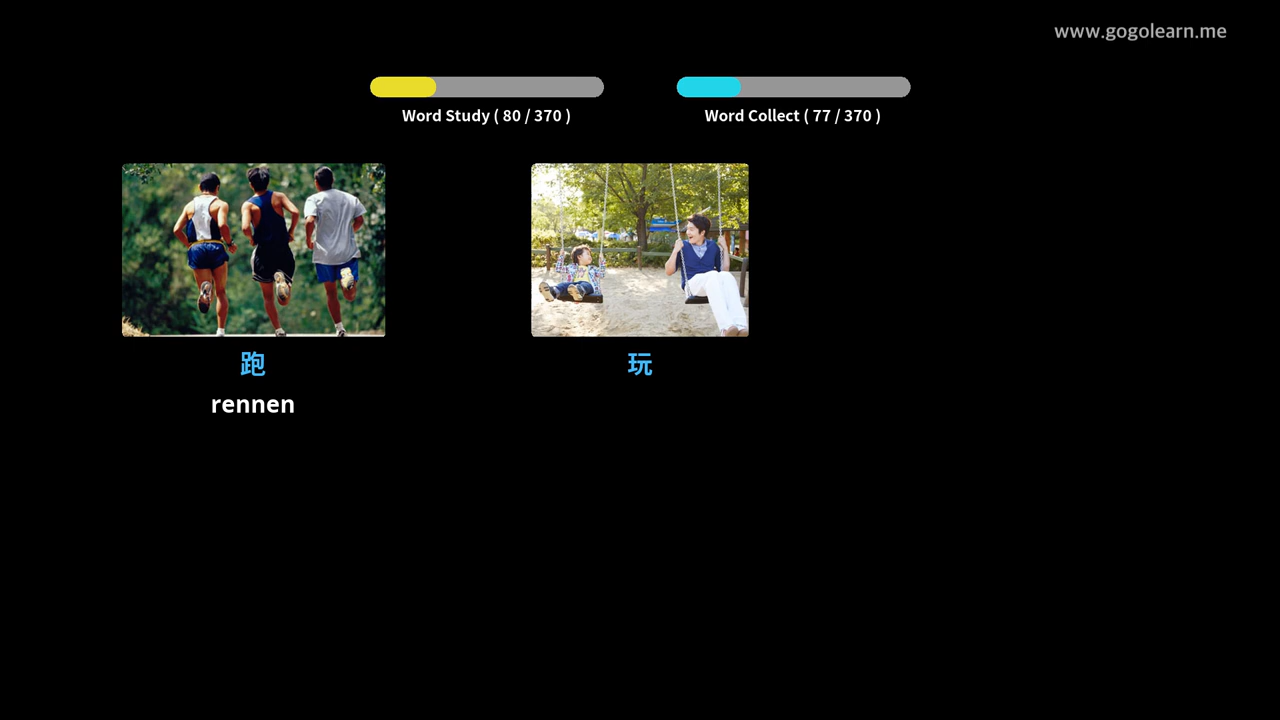 www.gogolearn.me
Word Study ( 80 / 370 )
Word Collect ( 77 / 370 )
跑
玩
rennen